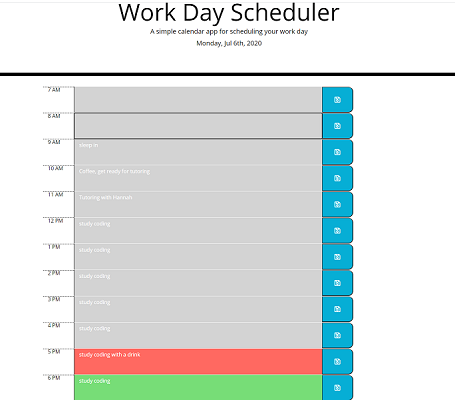 Work Day Scheduler
A simple calendar app for scheduling your work day
Monday, Jul 6th, 2020
7 AM
8 AM
9 AM
sleep in
10 AM
Coffee, get ready for tutoring
11 AM
Tutoring with Hannah
12 PM
study coding
1 PM
study coding
2 PM
study coding
3 PM
study coding
4 PM
study coding
5 PM
study coding with a drink
6 PM
study coding